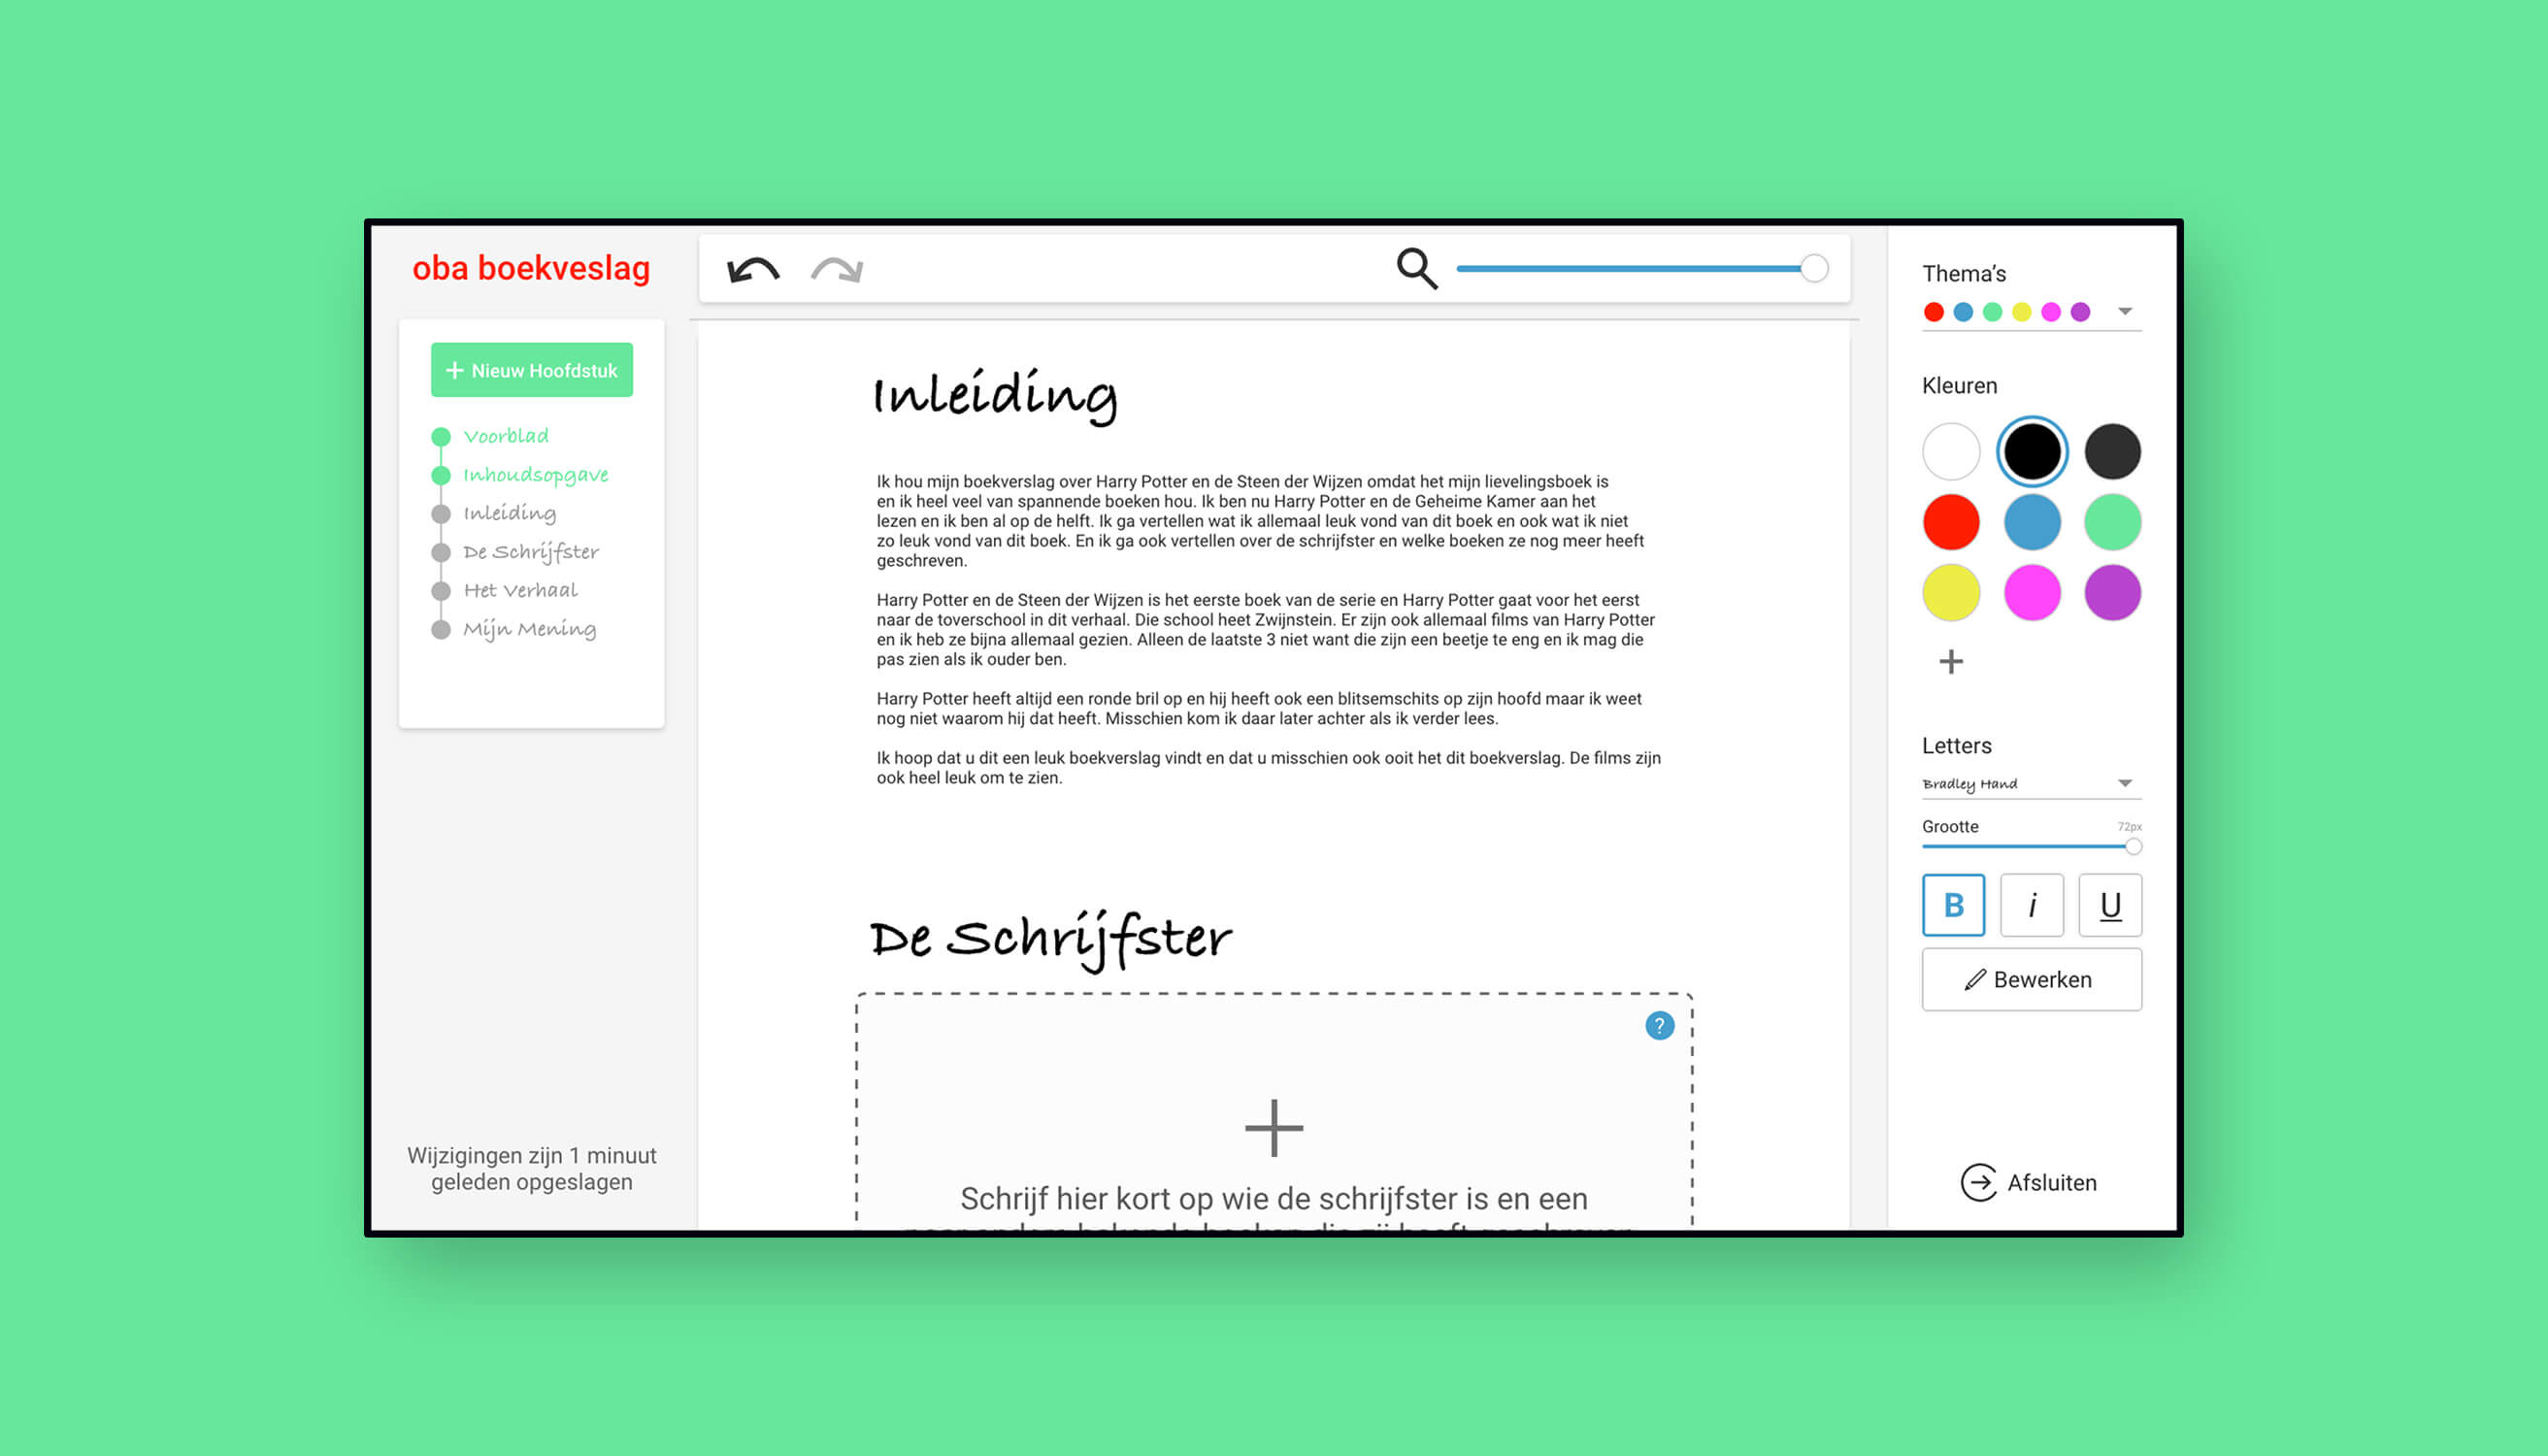 oba boekveslag
+ Nieuw Hoofdstuk
Voorblad
Inhoudsopgave
Inleiding
De Schrijfster
Het Verhaal
Mijn Mening
Wijzigingen zijn 1 minuut
geleden opgeslagen
Inleiding
Ik hou mijn boekverslag over Harry Potter en de Steen der Wijzen omdat het mijn lievelingsboek is
en ik heel veel van spannende boeken hou. Ik ben nu Harry Potter en de Geheime Kamer aan het
lezen en ik ben al op de helft. Ik ga vertellen wat ik allemaal leuk vond van dit boek en ook wat ik niet
zo leuk vond van dit boek. En ik ga ook vertellen over de schrijfster en welke boeken ze nog meer heeft
geschreven.
Harry Potter en de Steen der Wijzen is het eerste boek van de serie en Harry Potter gaat voor het eerst
naar de toverschool in dit verhaal. Die school heet Zwijnstein. Er zijn ook allemaal films van Harry Potter
en ik heb ze bijna allemaal gezien. Alleen de laatste 3 niet want die zijn een beetje te eng en ik mag die
pas zien als ik ouder ben.
Harry Potter heeft altijd een ronde bril op en hij heeft ook een blitsemschits op zijn hoofd maar ik weet
nog niet waarom hij dat heeft. Misschien kom ik daar later achter als ik verder lees.
Ik hoop dat u dit een leuk boekverslag vindt en dat u misschien ook ooit het dit boekverslag. De films zijn
ook heel leuk om te zien.
De Schrijfster
?
Schrijf hier kort op wie de schrijfster is en een
Thema's
Kleuren
+
Letters
Bradley Hand
Grootte 72px
B i U
Bewerken
Afsluiten